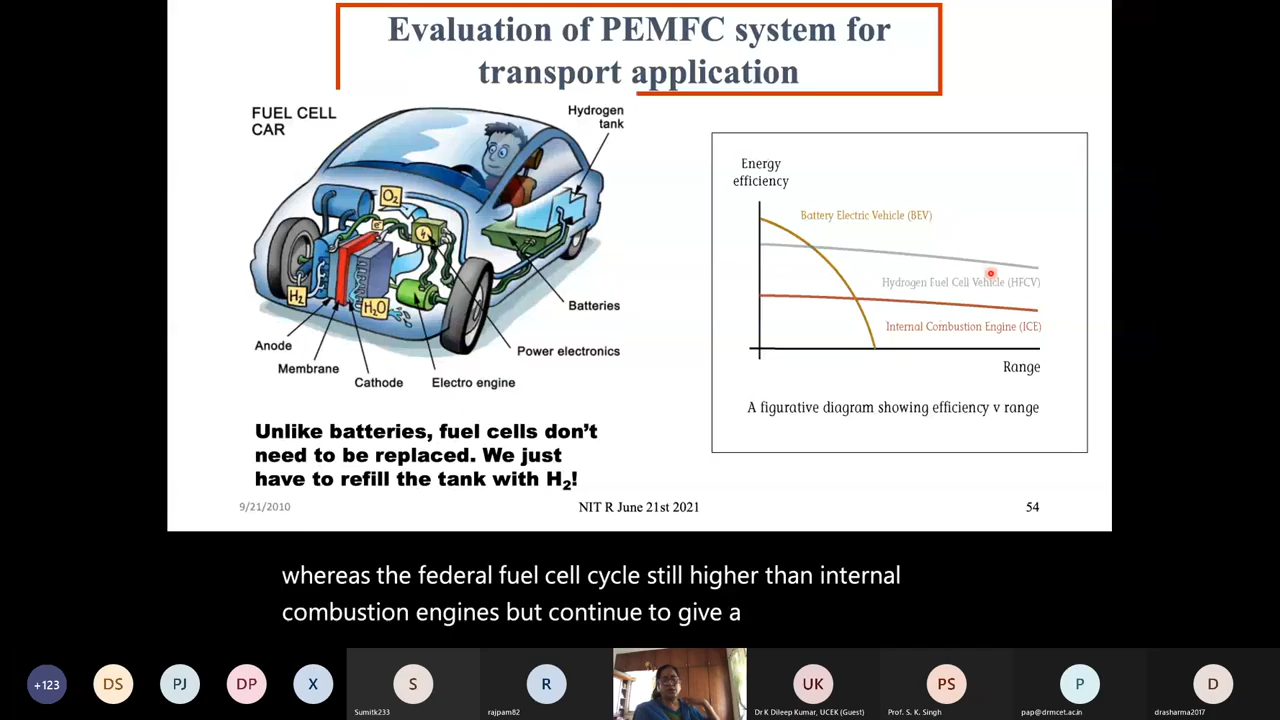 Evaluation of PEMFC system for
transport application
FUEL CELL
CAR
Hydrogen
tank
O₂
e
H₂
H₂O
Batteries
Anode
Power electronics
Membrane
Cathode
Electro engine
Unlike batteries, fuel cells don't
need to be replaced. We just
have to refill the tank with H₂!
Energy
efficiency
Battery Electric Vehicle (BEV)
Hydrogen Fuel Cell Vehicle (HFCV)
Internal Combustion Engine (ICE)
Range
A figurative diagram showing efficiency v range
9/21/2010
NIT R June 21st 2021
54
whereas the federal fuel cell cycle still higher than internal
combustion engines but continue to give a
+123
DS
PJ
DP
X
S
Sumitk233
R
rajpam82
UK
Dr K Dileep Kumar, UCEK (Guest)
PS
Prof. S. K. Singh
P
pap@drmcet.ac.in
D
drasharma2017